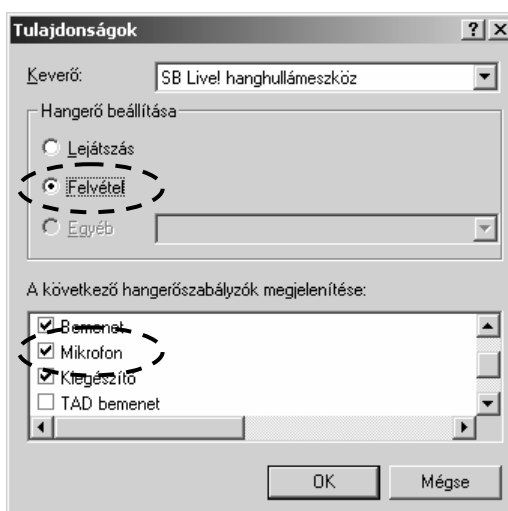 Tulajdonságok
Keverő: SB Live! hanghullámeszköz
Hangerő beállítása
Lejátszás
Felvétel
Egyéb
A következő hangerőszabályzók megjelenítése:
Bemenet
Mikrofon
Kiegészítő
TAD bemenet
OK Mégse